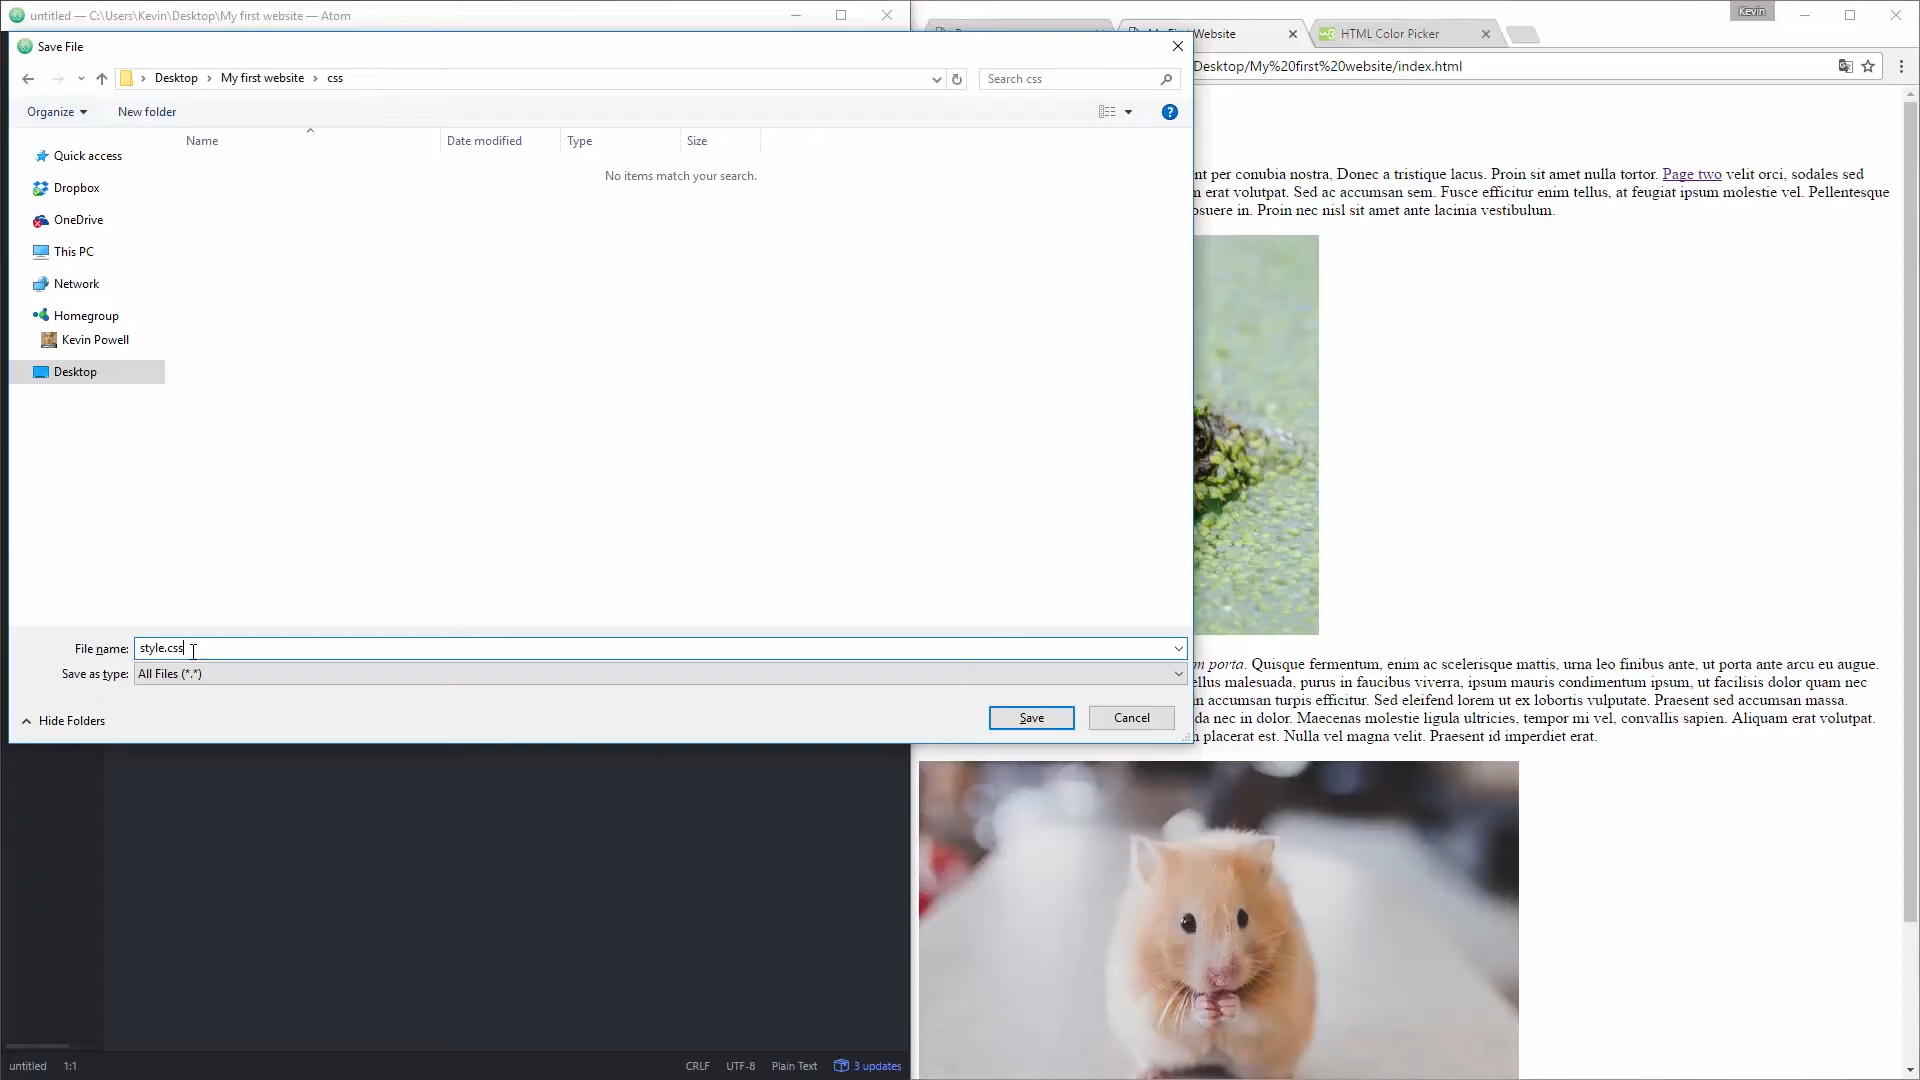 untitled — C:\Users\Kevin\Desktop\My first website — Atom
Kevin
Save File
Website
HTML Color Picker
Desktop › My first website › css
Search css
Desktop/My%20first%20website/index.html
Organize
New folder
Name
Date modified
Type
Size
No items match your search.
Quick access
Dropbox
OneDrive
This PC
Network
Homegroup
Kevin Powell
Desktop
nt per conubia nostra, Donec a tristique lacus. Proin sit amet nulla tortor. Page two velit orci, sodales sed
n erat volutpat. Sed ac accumsan sem. Fusce efficitur enim tellus, at feugiat ipsum molestie vel. Pellentesque
osuere in. Proin nec nisl sit amet ante lacinia vestibulum.
File name: style.css
Save as type: All Files (*.*)
Hide Folders
Save
Cancel
m porta. Quisque fermentum, enim ac scelerisque mattis, urna leo finibus ante, ut porta ante arcu eu augue.
ellus malesuada, purus in faucibus viverra, ipsum mauris condimentum ipsum, ut facilisis dolor quam nec
in accumsan turpis efficitur. Sed eleifend lorem ut ex lobortis vulputate. Praesent sed accumsan massa.
da nec in dolor. Maecenas molestie ligula ultricies, tempor mi vel, convallis sapien. Aliquam erat volutpat.
n placerat est. Nulla vel magna velit. Praesent id imperdiet erat.
untitled 1:1
CRLF UTF-8 Plain Text 3 updates